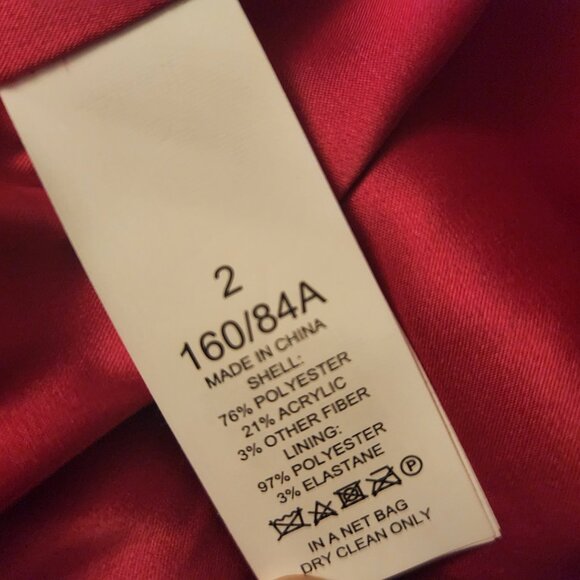 2
160/84A
MADE IN CHINA
SHELL:
76% POLYESTER
21% ACRYLIC
3% OTHER FIBER
LINING:
97% POLYESTER
3% ELASTANE
P
IN A NET BAG
DRY CLEAN ONLY